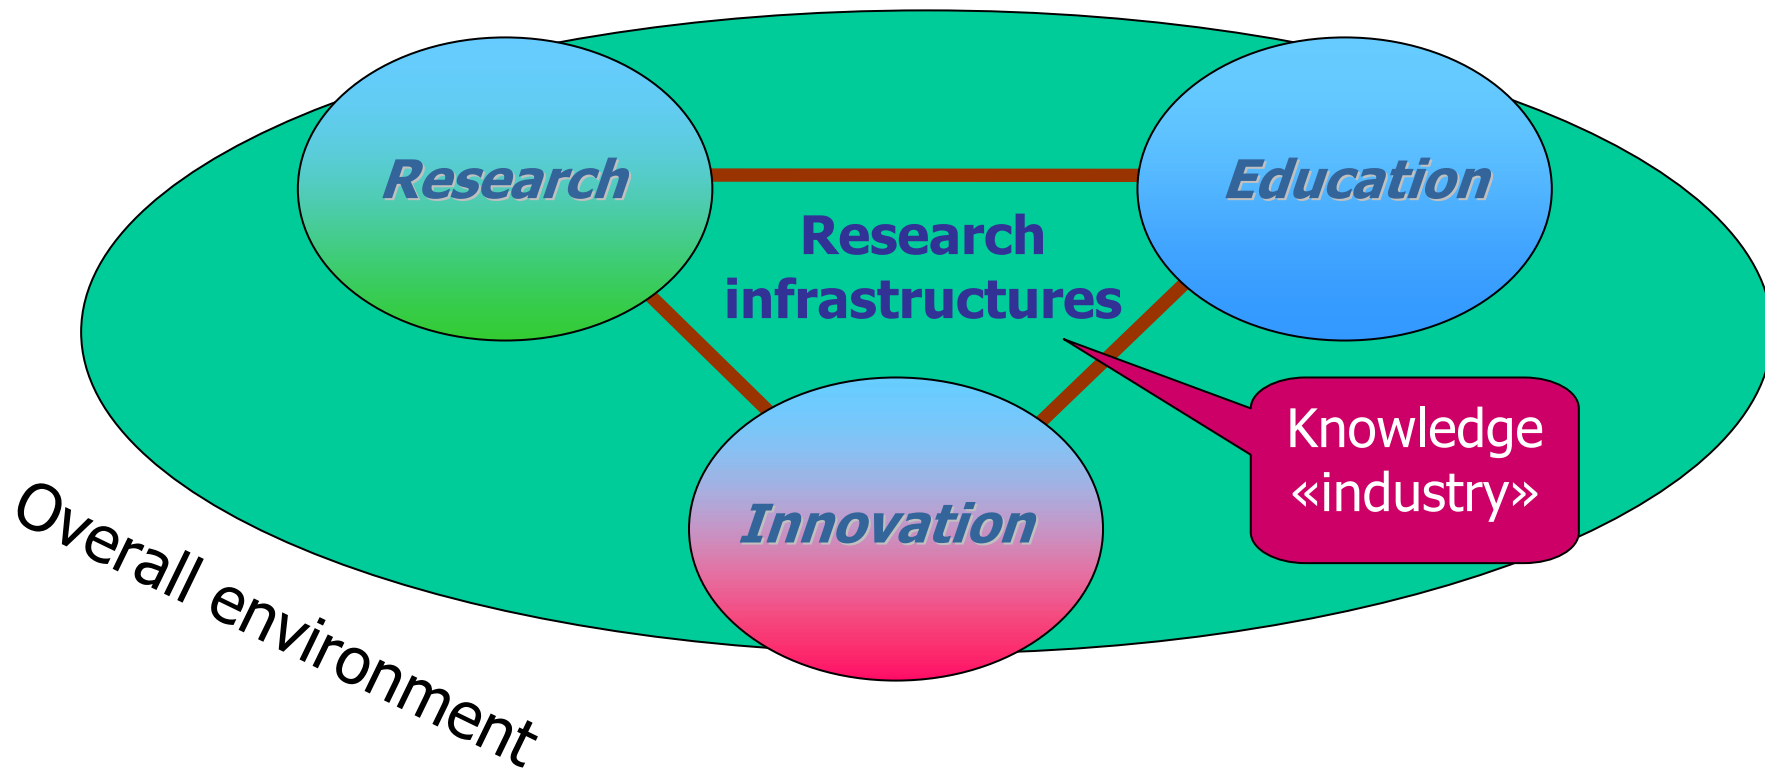 Research
Education
Research
infrastructures
Knowledge
«industry»
Innovation
Overall environment